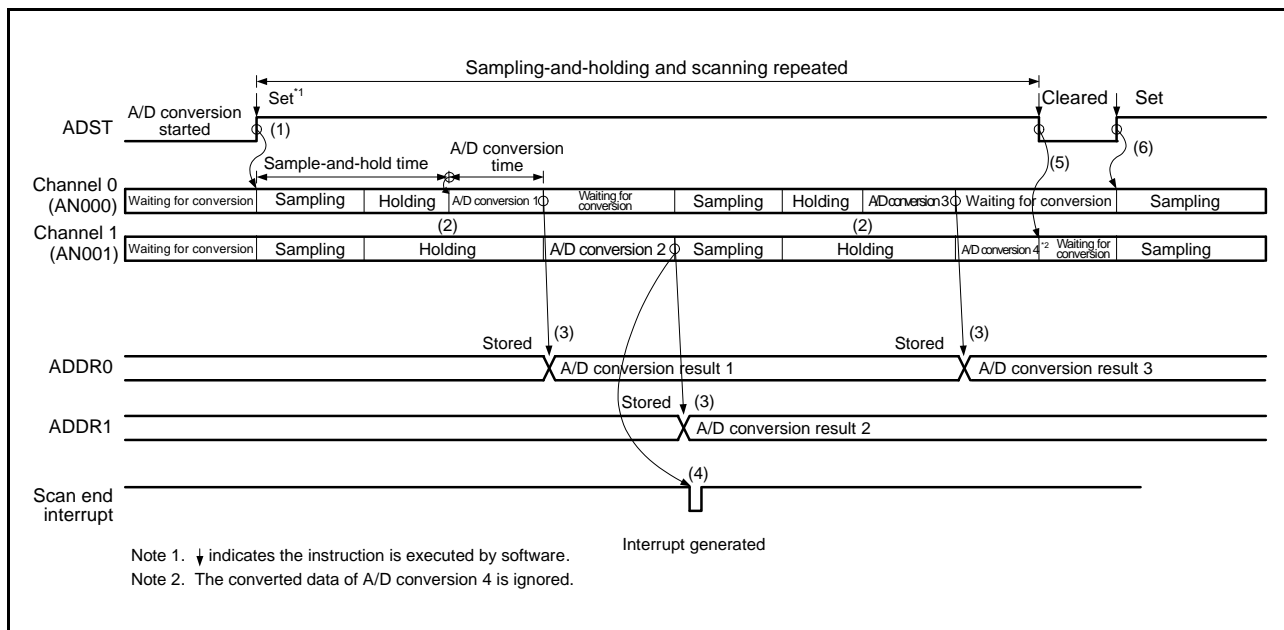 Sampling-and-holding and scanning repeated
Set*1
Cleared
Set
ADST
A/D conversion
started
(1)
(5)
(6)
Sample-and-hold time
A/D conversion
time
Channel 0
(AN000)
Waiting for conversion
Sampling
Holding
A/D conversion 1
Waiting for
conversion
Sampling
Holding
A/D conversion 3
Waiting for conversion
Sampling
(2)
(2)
Channel 1
(AN001)
Waiting for conversion
Sampling
Holding
A/D conversion 2
Sampling
Holding
A/D conversion 4
*2
Waiting for
conversion
Sampling
ADDR0
Stored
(3)
A/D conversion result 1
Stored
(3)
A/D conversion result 3
ADDR1
Stored
(3)
A/D conversion result 2
Scan end
interrupt
(4)
Interrupt generated
Note 1. ↓ indicates the instruction is executed by software.
Note 2. The converted data of A/D conversion 4 is ignored.